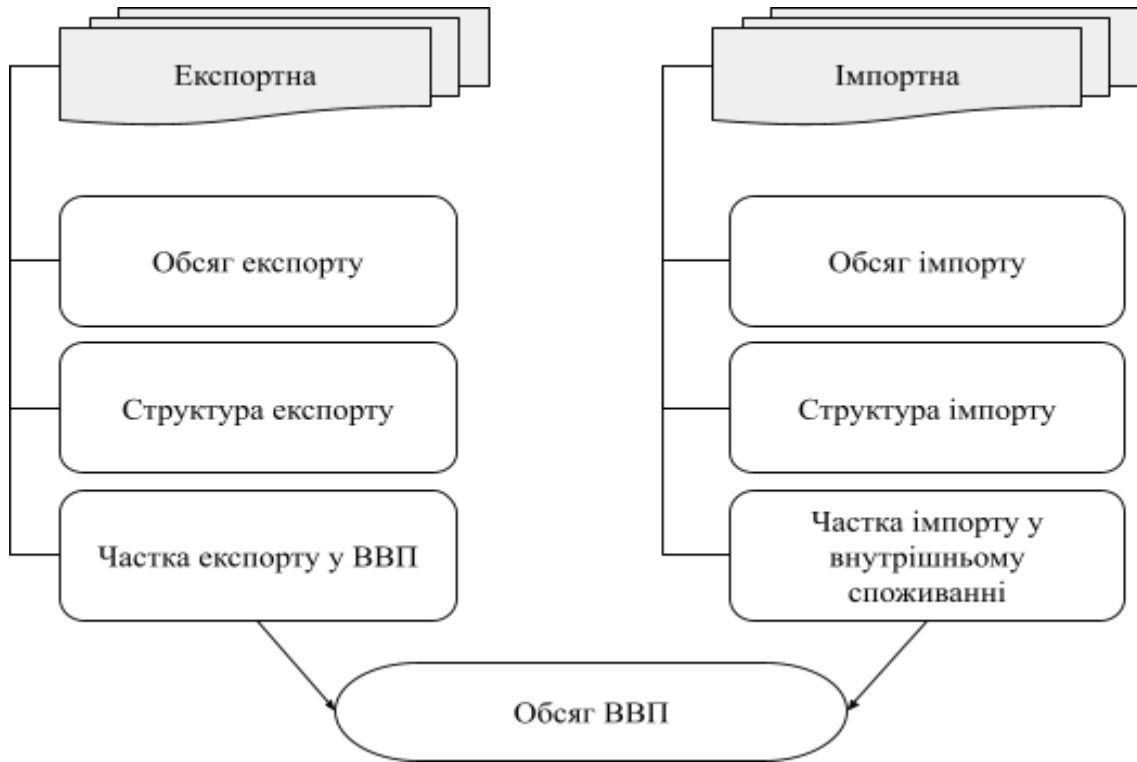 Експортна
Імпортна
Обсяг експорту
Обсяг імпорту
Структура експорту
Структура імпорту
Частка експорту у ВВП
Частка імпорту у
внутрішньому
споживанні
Обсяг ВВП